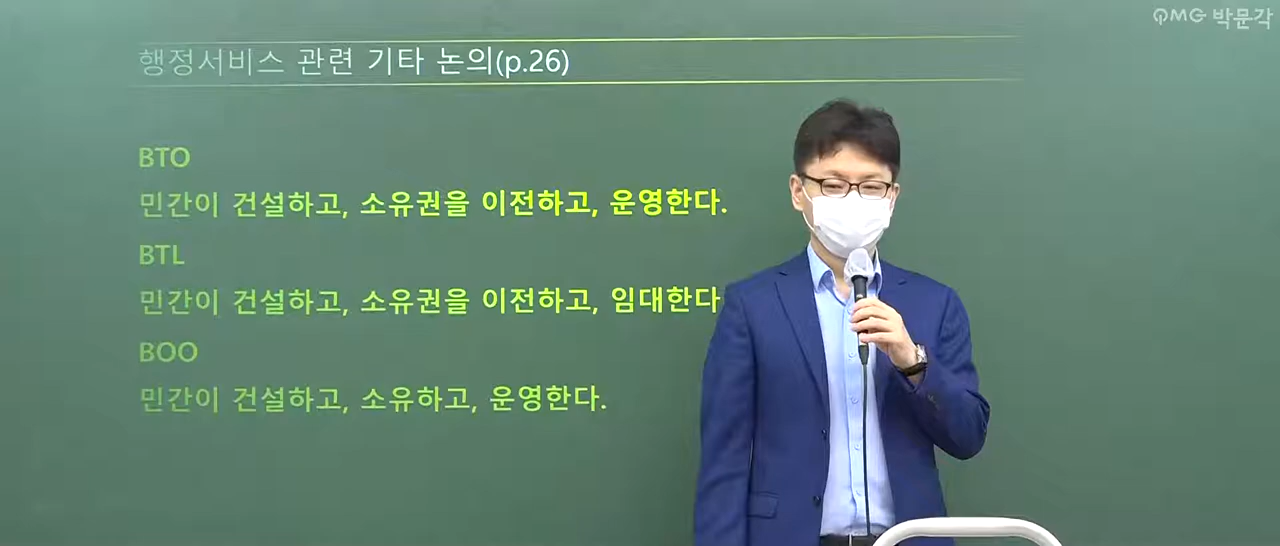 PMG 박문각
행정서비스 관련 기타 논의(p.26)
BTO
민간이 건설하고, 소유권을 이전하고, 운영한다.
BTL
민간이 건설하고, 소유권을 이전하고, 임대한다
BOO
민간이 건설하고, 소유하고, 운영한다.